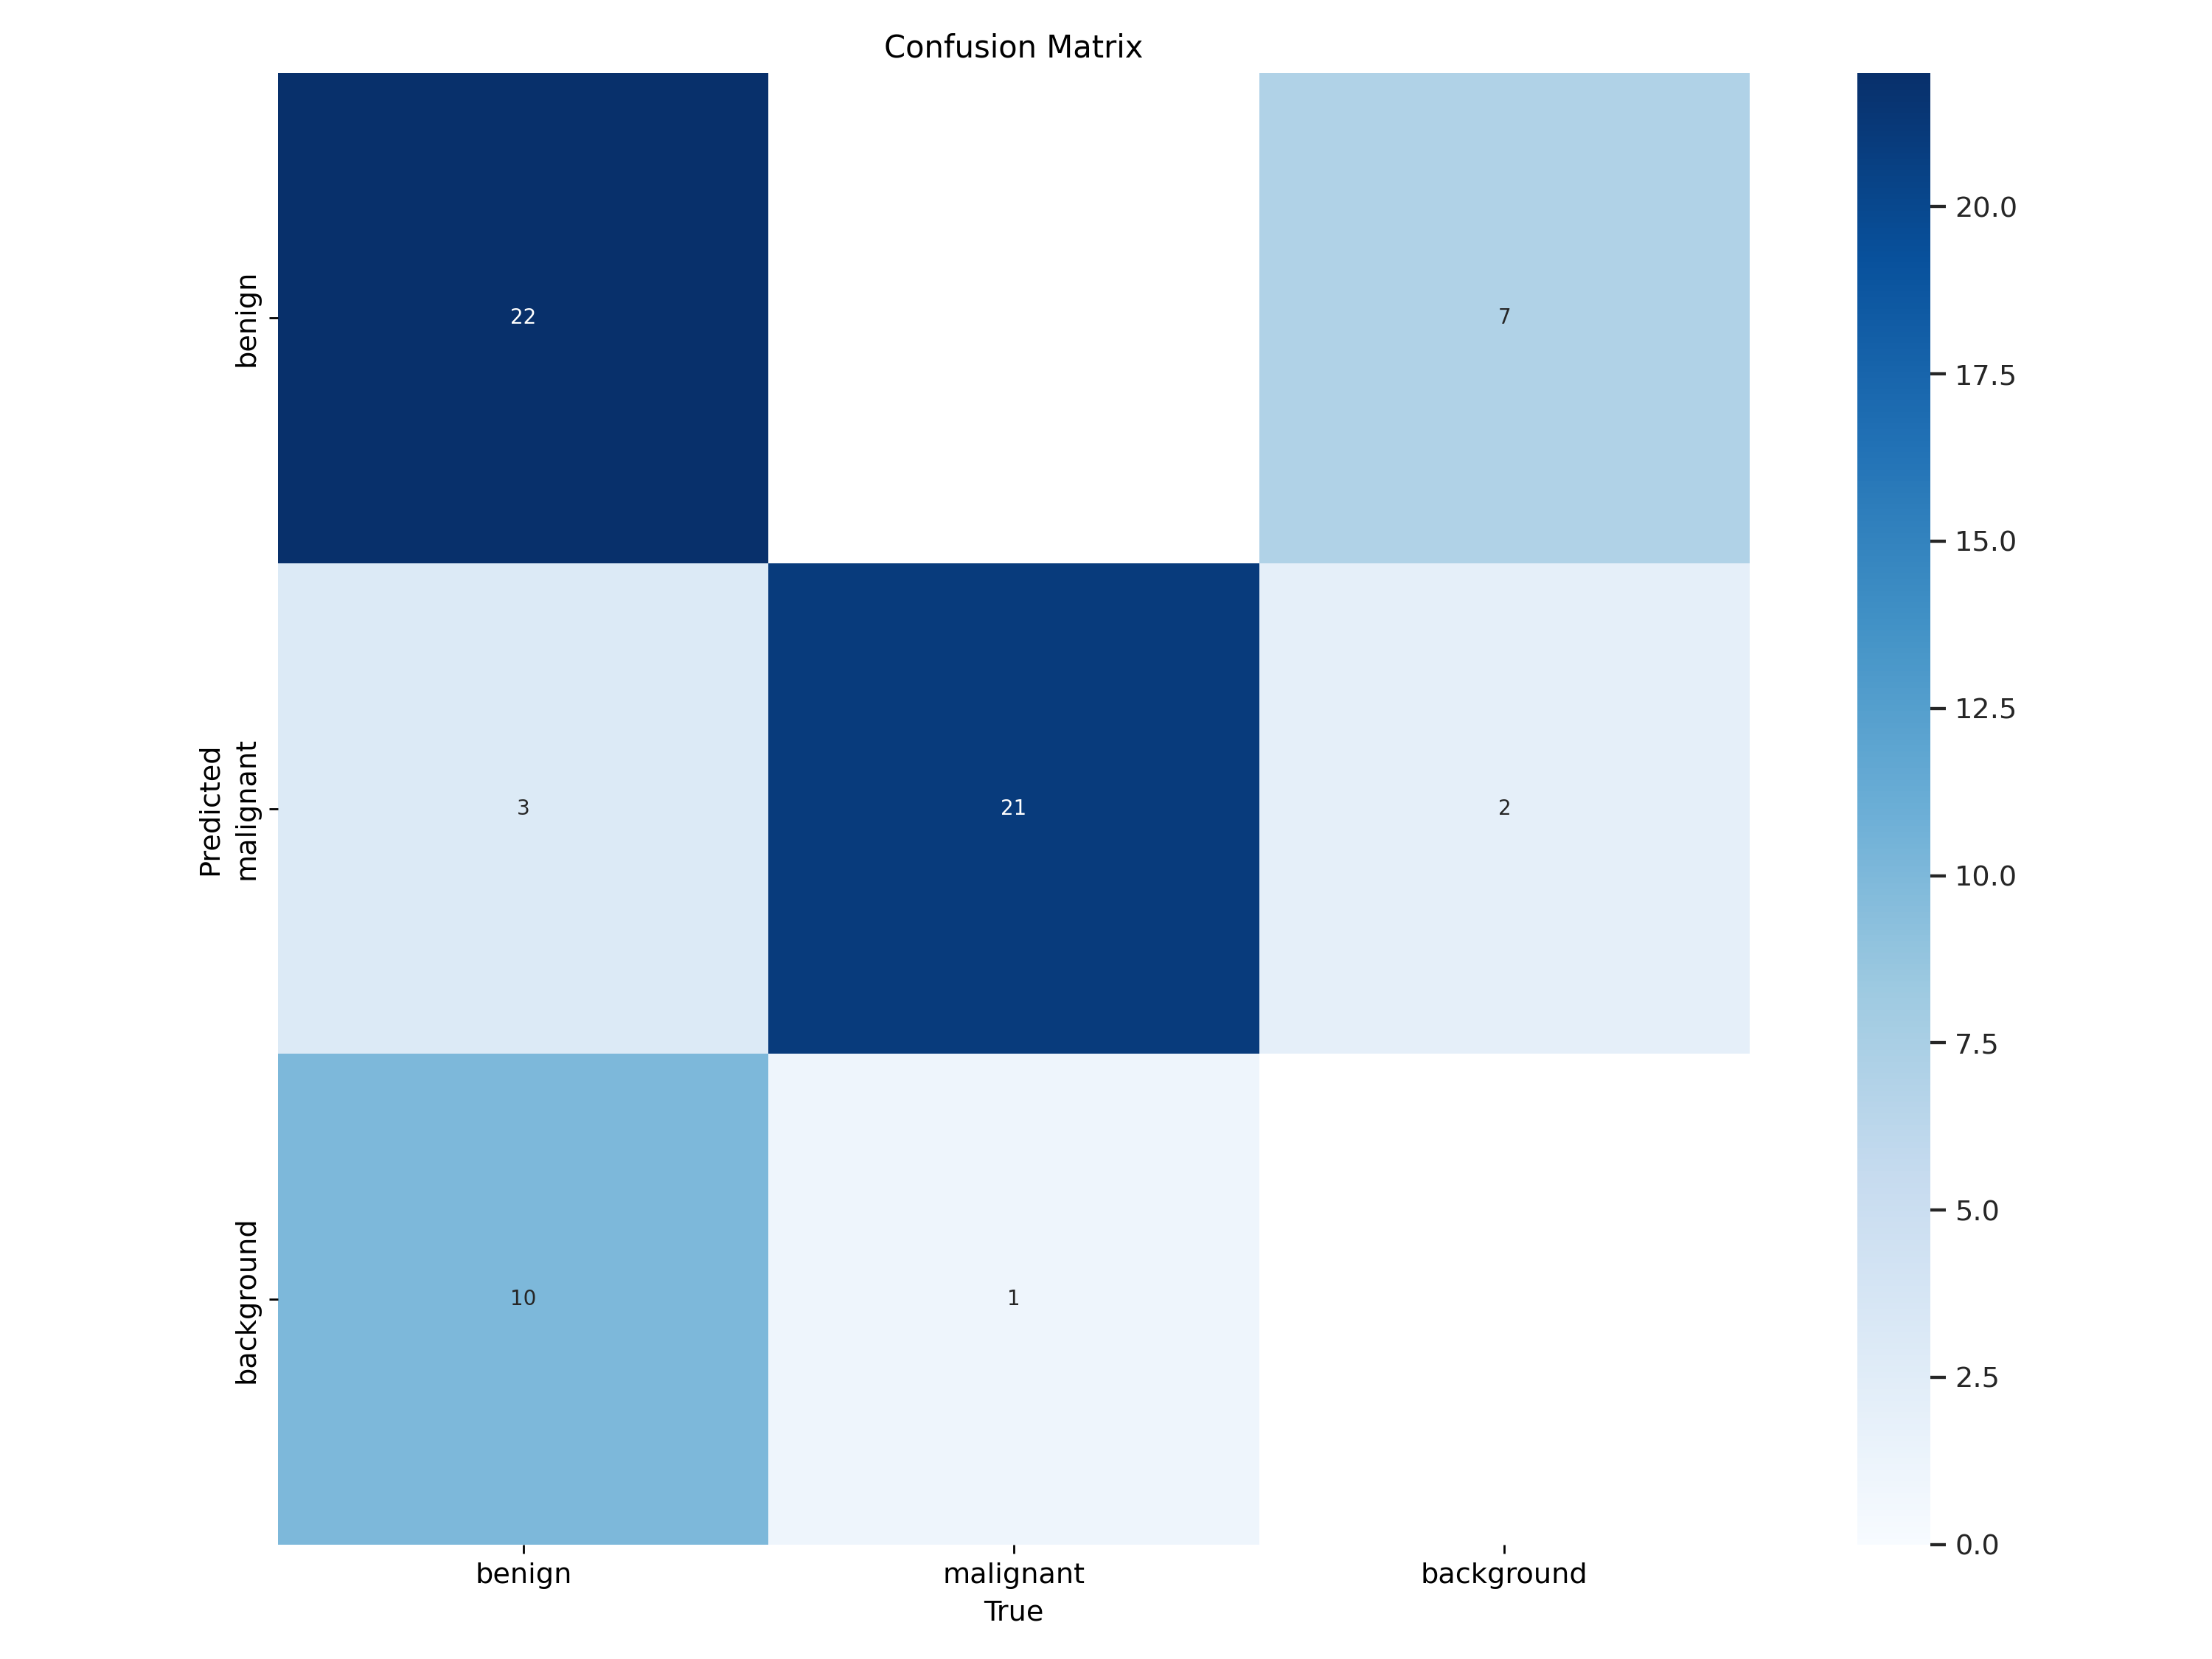 Confusion Matrix
benign
22
7
Predicted
malignant
3
21
2
background
10
1
benign
malignant
background
True
20.0
17.5
15.0
12.5
10.0
7.5
5.0
2.5
0.0